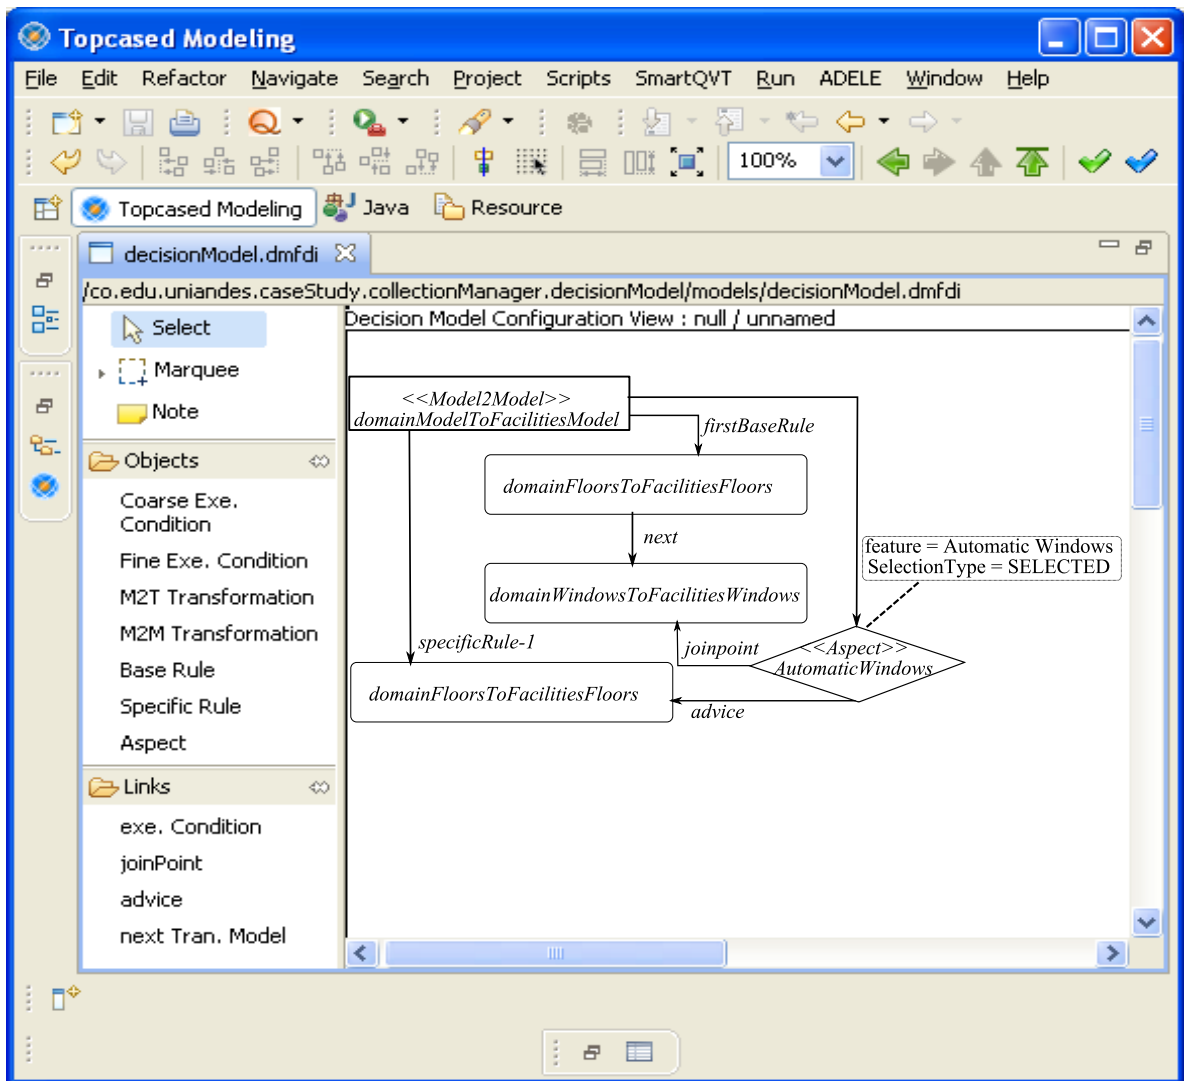 Topcased Modeling
File Edit Refactor Navigate Search Project Scripts SmartQVT Run ADELE Window Help
100%
Topcased Modeling Java Resource
decisionModel.dmfdi
/co.edu.uniandes.caseStudy.collectionManager.decisionModel/models/decisionModel.dmfdi
Select
Marquee
Note
Objects
Coarse Exe.
Condition
Fine Exe. Condition
M2T Transformation
M2M Transformation
Base Rule
Specific Rule
Aspect
Links
exe. Condition
joinPoint
advice
next Tran. Model
Decision Model Configuration View : null / unnamed
<<Model2Model>>
domainModelToFacilitiesModel
firstBaseRule
domainFloorsToFacilitiesFloors
next
feature = Automatic Windows
SelectionType = SELECTED
domainWindowsToFacilitiesWindows
specificRule-1
joinpoint
<<Aspect>>
AutomaticWindows
domainFloorsToFacilitiesFloors
advice